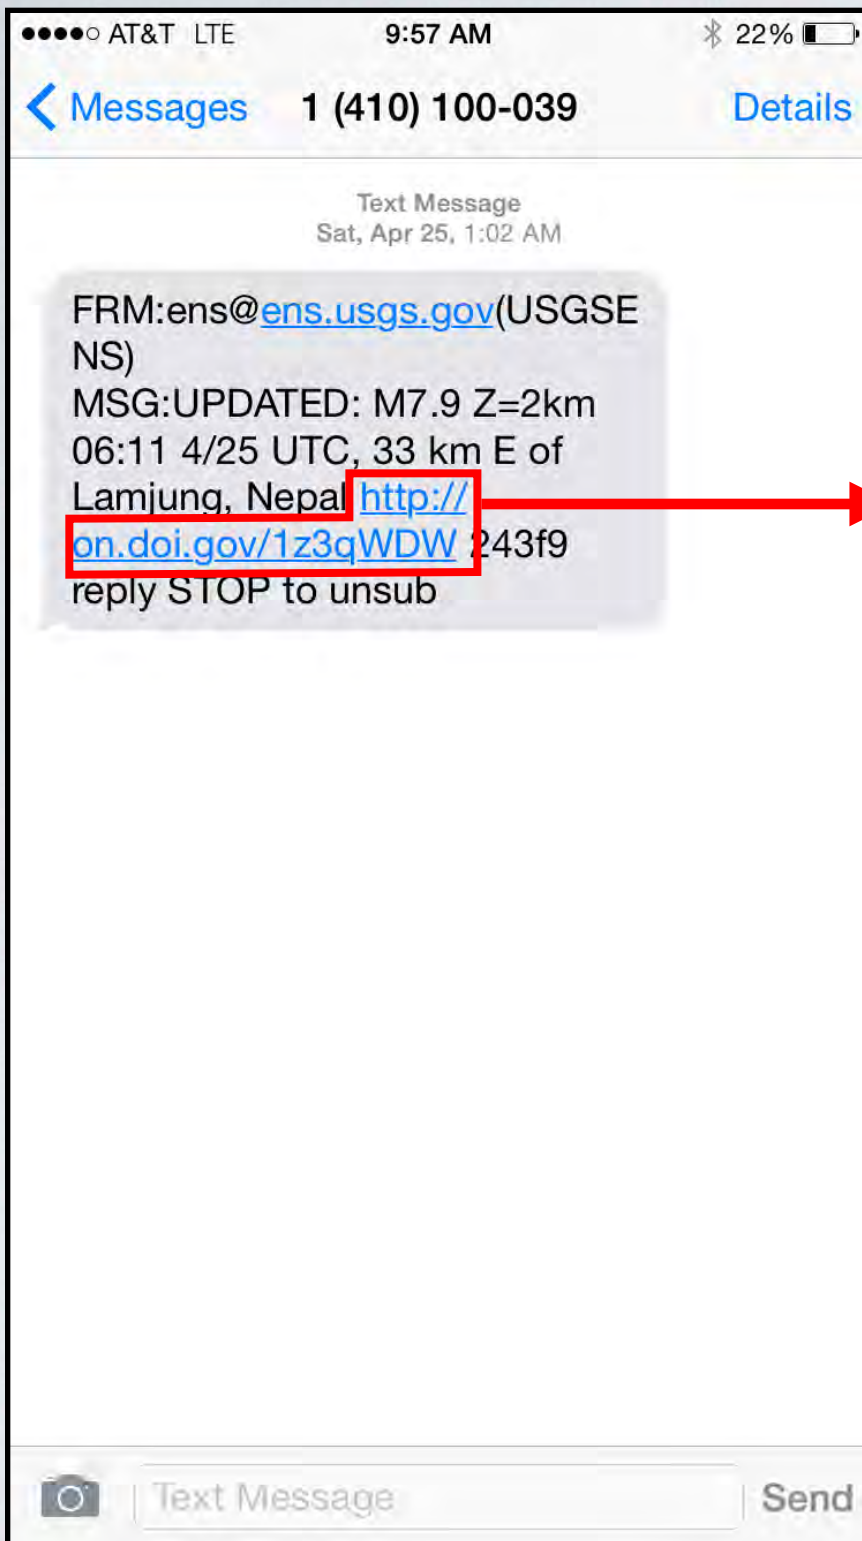 ●●●●○ AT&T LTE 9:57 AM 22%
Messages 1 (410) 100-039 Details
Text Message
Sat, Apr 25, 1:02 AM
FRM:ens@ens.usgs.gov(USGSE
NS)
MSG:UPDATED: M7.9 Z=2km
06:11 4/25 UTC, 33 km E of
Lamjung, Nepal http://
on.doi.gov/1z3qWDW 243f9
reply STOP to unsub
Text Message Send